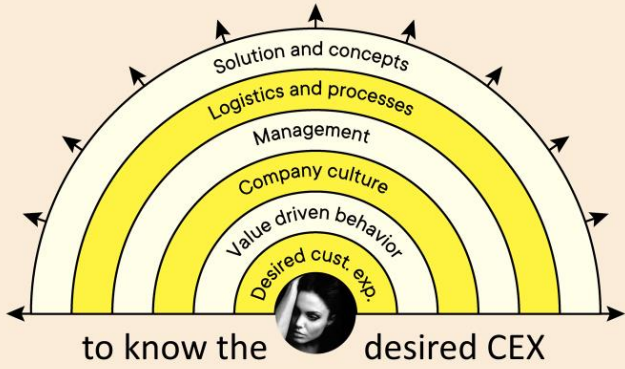 Solution and concepts
Logistics and processes
Management
Company culture
Value driven behavior
Desired cust. exp.
to know the desired CEX